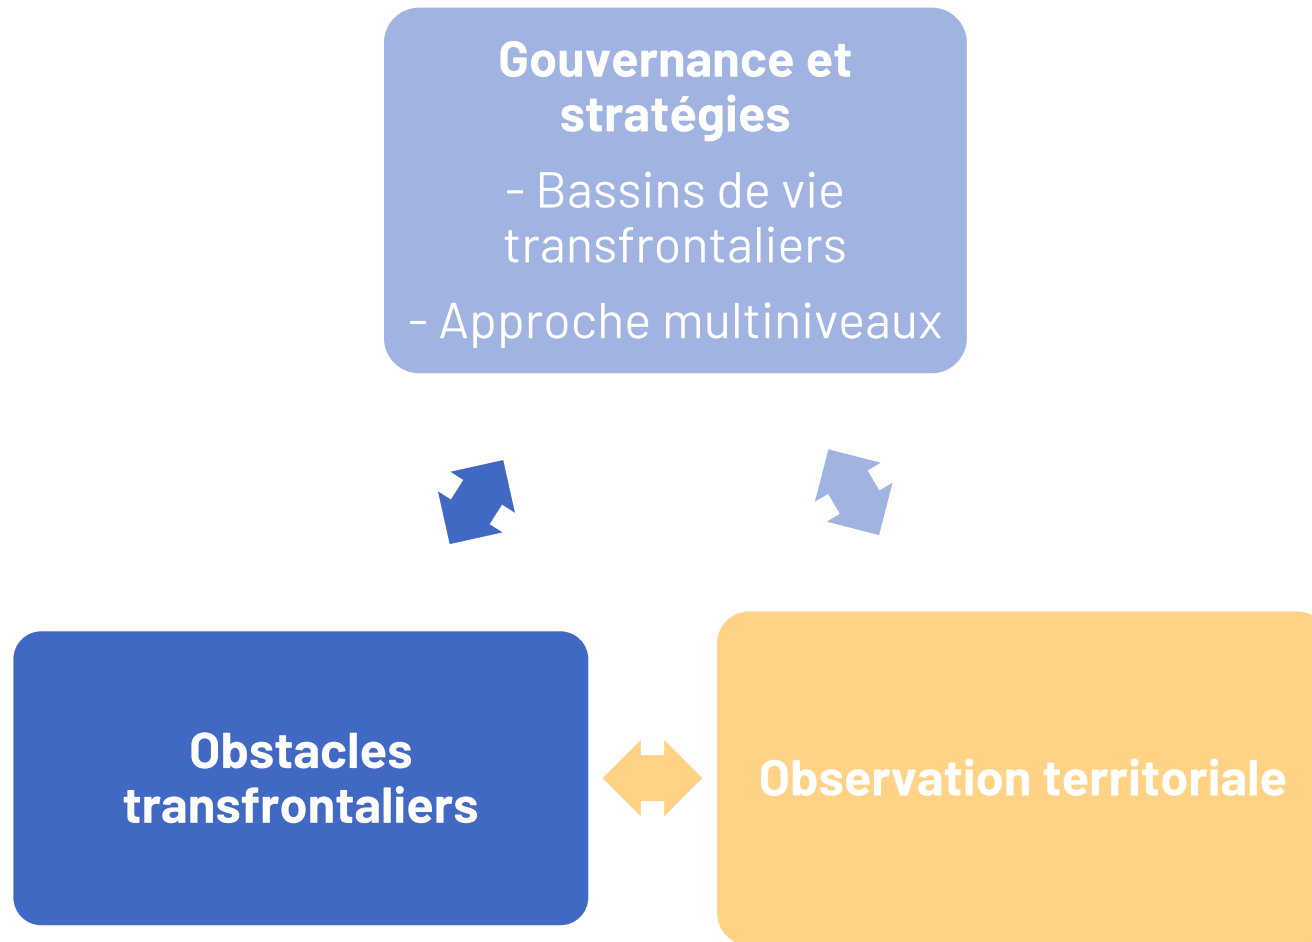 Gouvernance et
stratégies
- Bassins de vie
transfrontaliers
- Approche multiniveaux
Obstacles
transfrontaliers
Observation territoriale